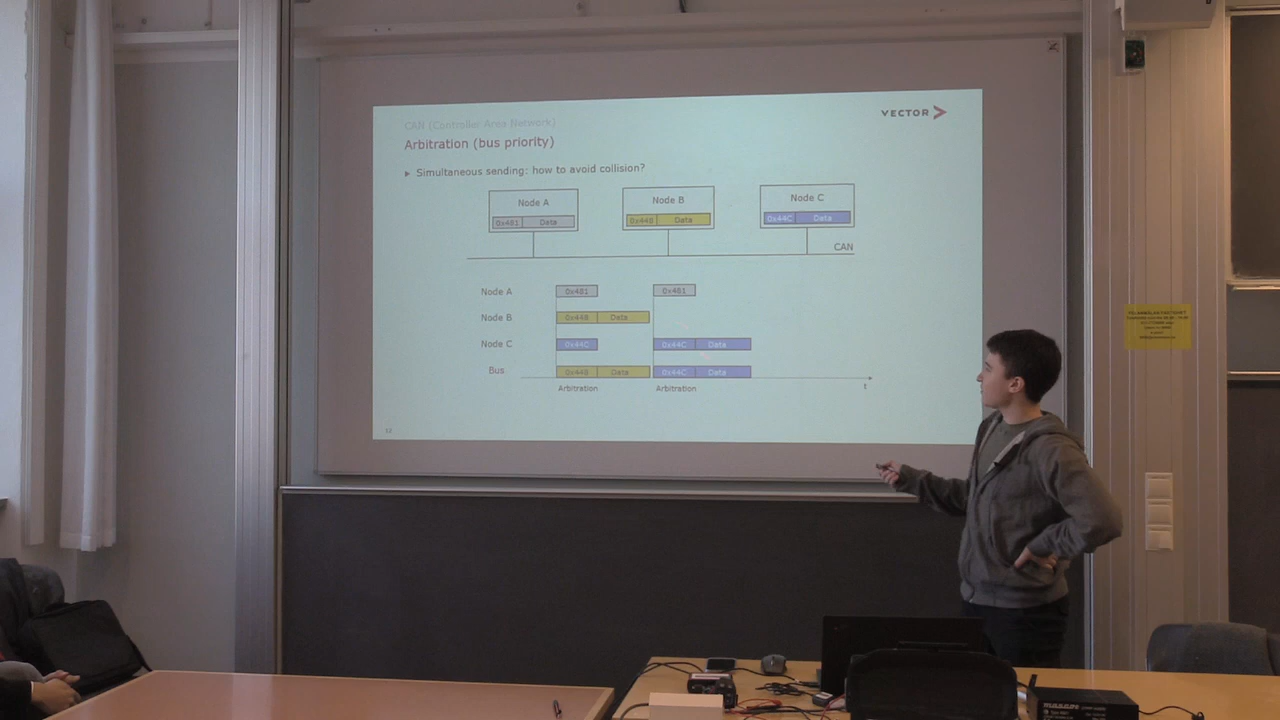 CAN (Controller Area Network)
VECTOR
Arbitration (bus priority)
Simultaneous sending: how to avoid collision?
Node A
Node B
Node C
0x481 Data
0x448 Data
0x44C Data
CAN
Node A 0x481 0x481
Node B 0x448 Data
Node C 0x44C 0x44C Data
Bus 0x448 Data 0x44C Data
Arbitration Arbitration t
12